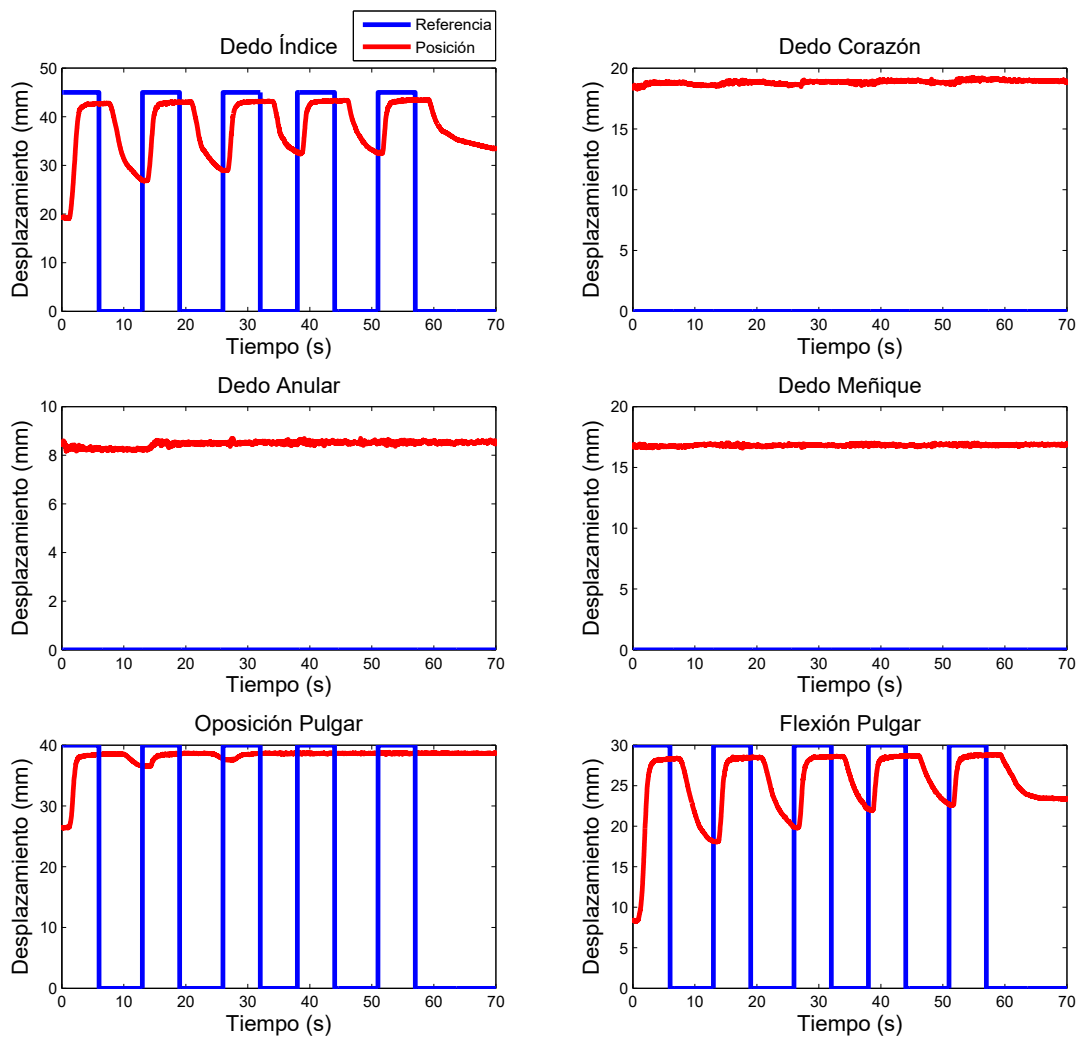 Referencia
Posición
Dedo Índice
Desplazamiento (mm)
50
40
30
20
10
0
0 10 20 30 40 50 60 70
Tiempo (s)
Dedo Corazón
Desplazamiento (mm)
20
15
10
5
0
0 10 20 30 40 50 60 70
Tiempo (s)
Dedo Anular
Desplazamiento (mm)
10
8
6
4
2
0
0 10 20 30 40 50 60 70
Tiempo (s)
Dedo Meñique
Desplazamiento (mm)
20
15
10
5
0
0 10 20 30 40 50 60 70
Tiempo (s)
Oposición Pulgar
Desplazamiento (mm)
40
30
20
10
0
0 10 20 30 40 50 60 70
Tiempo (s)
Flexión Pulgar
Desplazamiento (mm)
30
25
20
15
10
5
0
0 10 20 30 40 50 60 70
Tiempo (s)